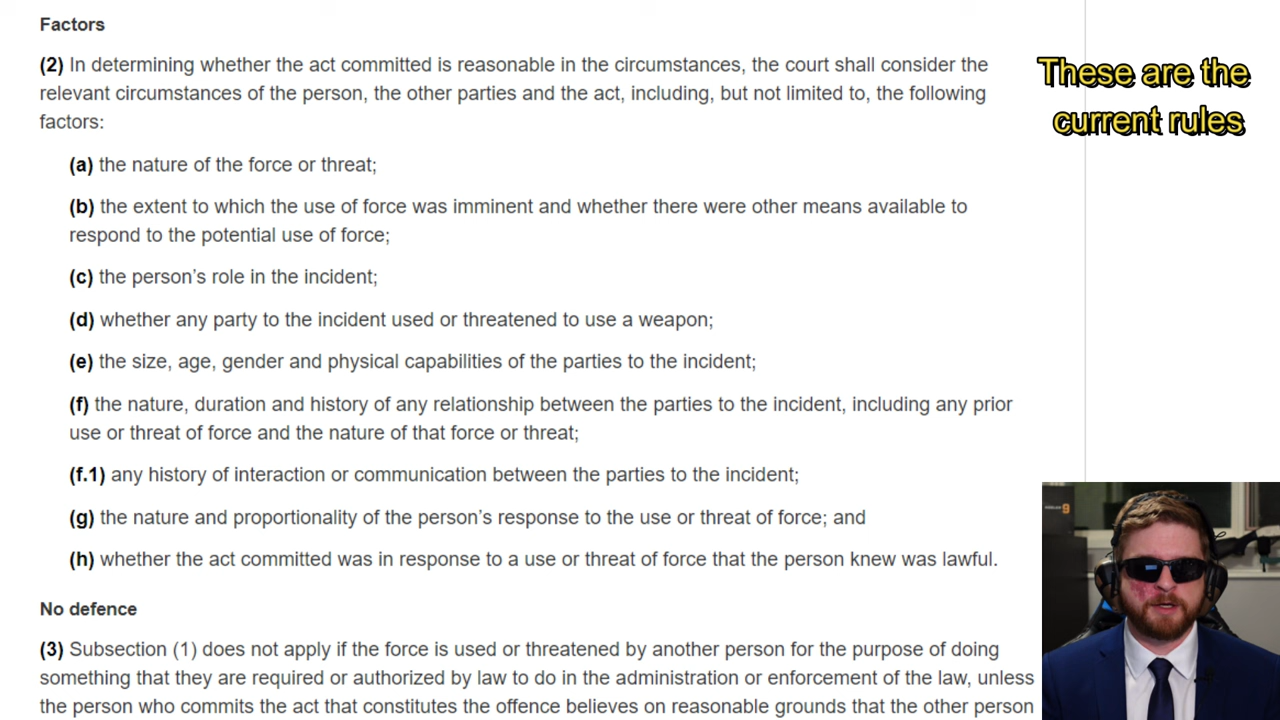 Factors
(2) In determining whether the act committed is reasonable in the circumstances, the court shall consider the
relevant circumstances of the person, the other parties and the act, including, but not limited to, the following
factors:
(a) the nature of the force or threat;
(b) the extent to which the use of force was imminent and whether there were other means available to
respond to the potential use of force;
(c) the person’s role in the incident;
(d) whether any party to the incident used or threatened to use a weapon;
(e) the size, age, gender and physical capabilities of the parties to the incident;
(f) the nature, duration and history of any relationship between the parties to the incident, including any prior
use or threat of force and the nature of that force or threat;
(f.1) any history of interaction or communication between the parties to the incident;
(g) the nature and proportionality of the person’s response to the use or threat of force; and
(h) whether the act committed was in response to a use or threat of force that the person knew was lawful.
No defence
(3) Subsection (1) does not apply if the force is used or threatened by another person for the purpose of doing
something that they are required or authorized by law to do in the administration or enforcement of the law, unless
the person who commits the act that constitutes the offence believes on reasonable grounds that the other person
These are the
current rules